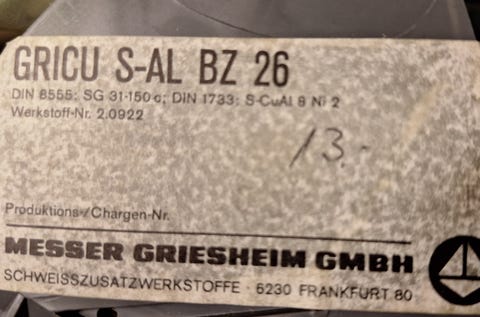 GRICU S-AL BZ 26
DIN 8555: SG 31-150 c; DIN 1733: S-CuAl 8 Ni 2
Werkstoff-Nr. 2.0922
13.-
Produktions-/Chargen-Nr.
MESSER GRIESHEIM GMBH
SCHWEISSZUSATZWERKSTOFFE · 6230 FRANKFURT 80